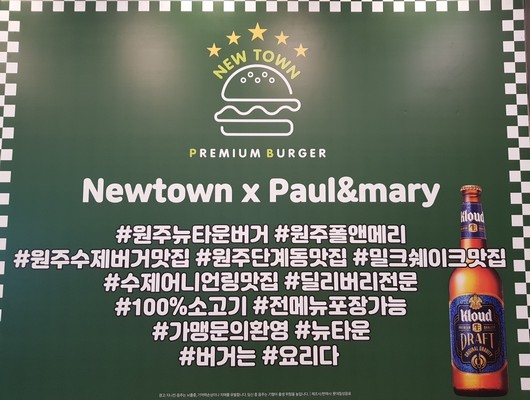 NEW TOWN
PREMIUM BURGER
Newtown x Paul&mary
#원주뉴타운버거 #원주폴앤메리
#원주수제버거맛집 #원주단계동맛집 #밀크쉐이크맛집
#수제어니언링맛집 #딜리버리전문
#100%소고기 #전메뉴포장가능
#가맹문의환영 #뉴타운
#버거는 #요리다
Kloud
Kloud
DRAFT
ORIGINAL GRAVITY